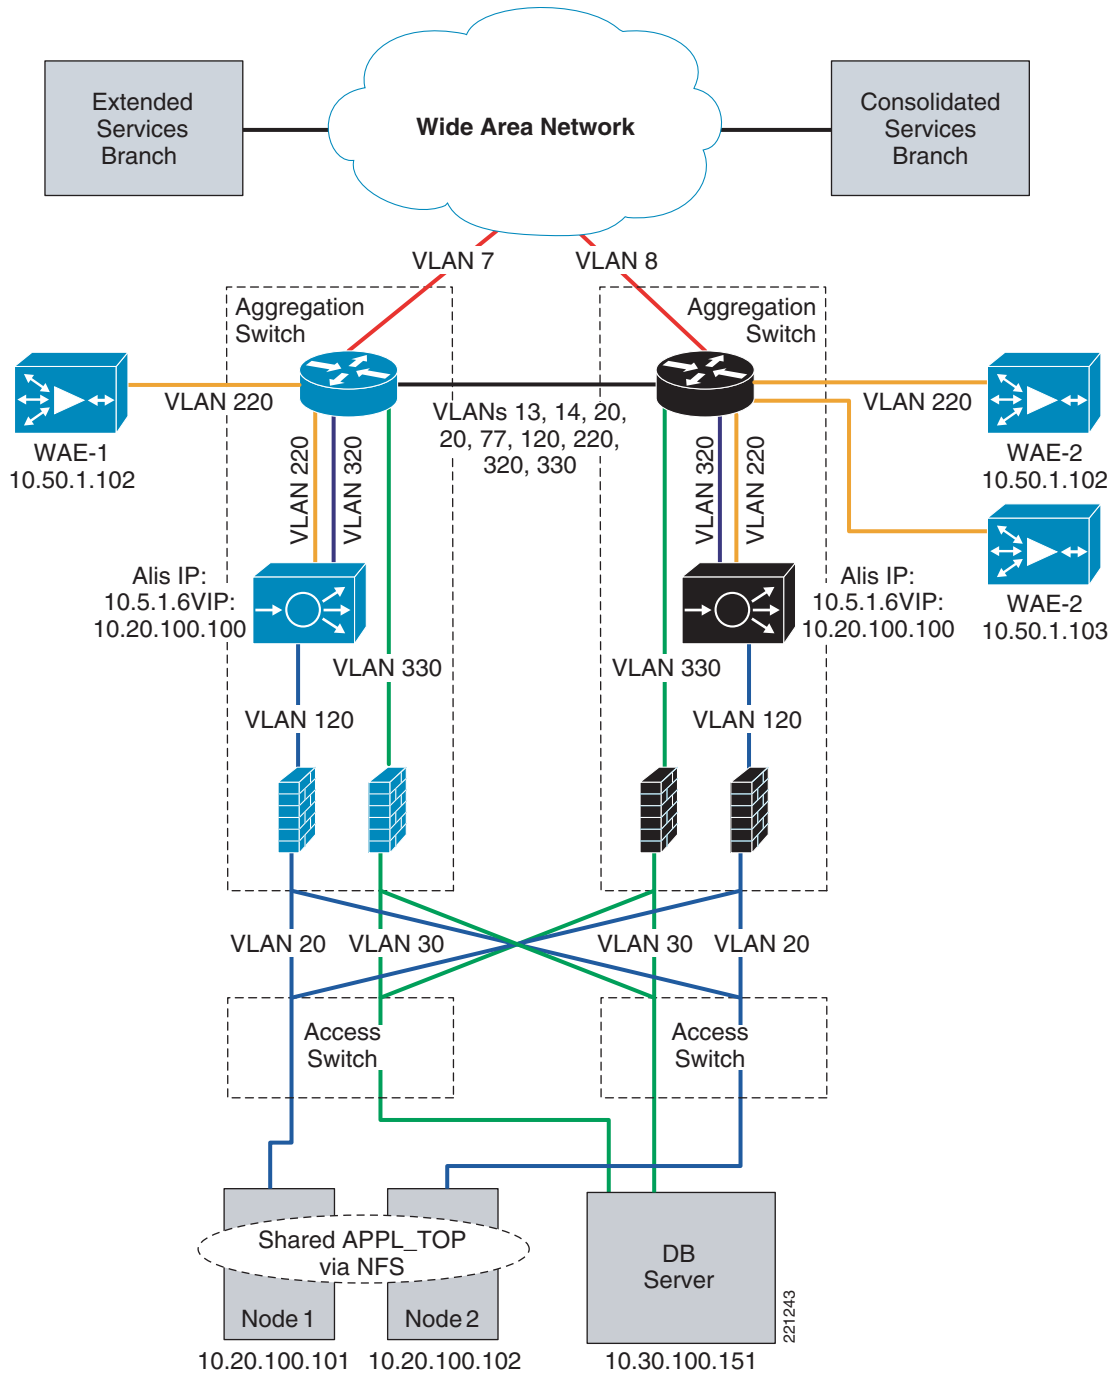 Extended
Services
Branch
Wide Area Network
Consolidated
Services
Branch
VLAN 7
VLAN 8
Aggregation
Switch
Aggregation
Switch
VLAN 220
WAE-1
10.50.1.102
VLANs 13, 14, 20,
20, 77, 120, 220,
320, 330
VLAN 220
WAE-2
10.50.1.102
VLAN 220
VLAN 320
VLAN 320
VLAN 220
WAE-2
10.50.1.103
Alis IP:
10.5.1.6VIP:
10.20.100.100
Alis IP:
10.5.1.6VIP:
10.20.100.100
VLAN 330
VLAN 330
VLAN 120
VLAN 120
VLAN 20
VLAN 30
VLAN 30
VLAN 20
Access
Switch
Access
Switch
Shared APPL_TOP
via NFS
Node 1
Node 2
DB
Server
221243
10.20.100.101
10.20.100.102
10.30.100.151